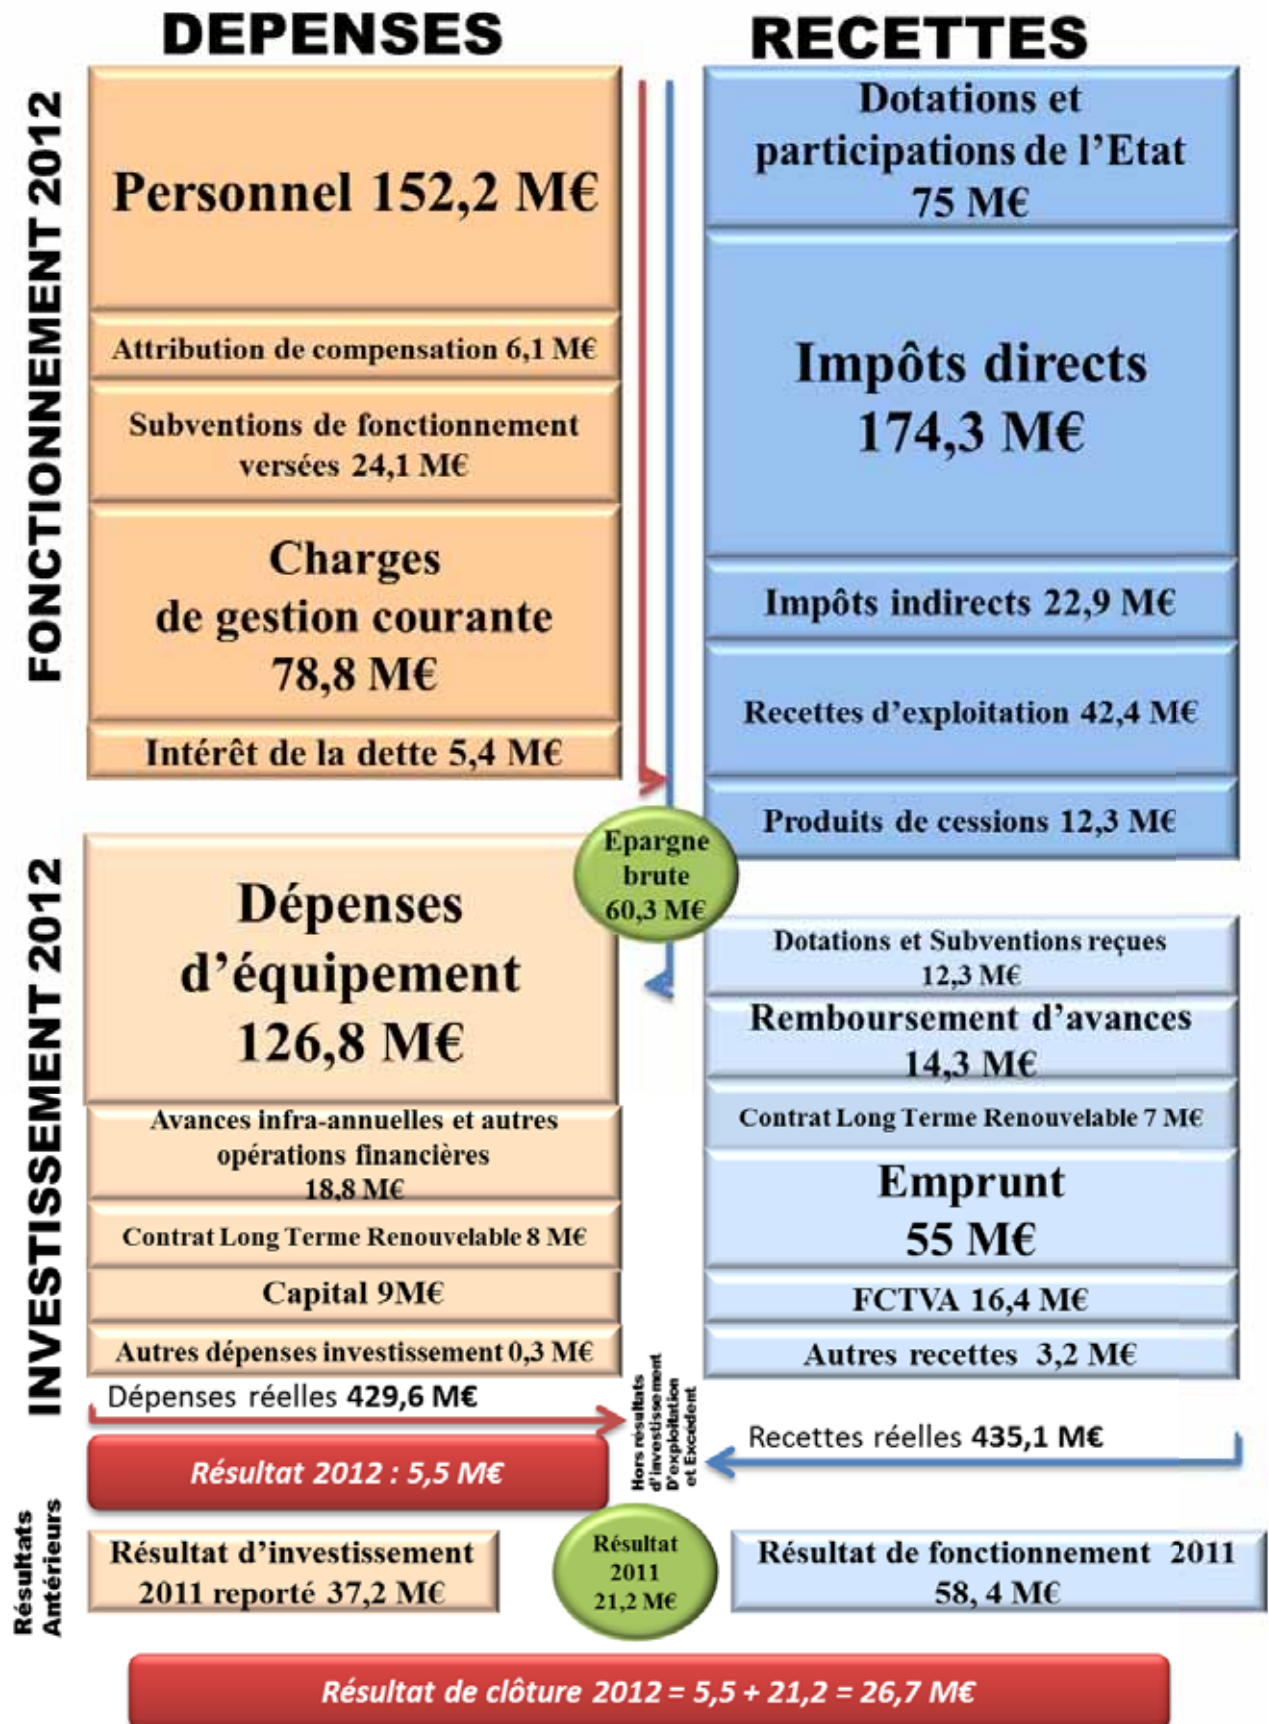 DEPENSES
RECETTES
FONCTIONNEMENT 2012
Personnel 152,2 M€
Attribution de compensation 6,1 M€
Subventions de fonctionnement
versées 24,1 M€
Charges
de gestion courante
78,8 M€
Intérêt de la dette 5,4 M€
Dotations et
participations de l’Etat
75 M€
Impôts directs
174,3 M€
Impôts indirects 22,9 M€
Recettes d’exploitation 42,4 M€
Produits de cessions 12,3 M€
Epargne
brute
60,3 M€
INVESTISSEMENT 2012
Dépenses
d’équipement
126,8 M€
Avances infra-annuelles et autres
opérations financières
18,8 M€
Contrat Long Terme Renouvelable 8 M€
Capital 9M€
Autres dépenses investissement 0,3 M€
Dotations et Subventions reçues
12,3 M€
Remboursement d’avances
14,3 M€
Contrat Long Terme Renouvelable 7 M€
Emprunt
55 M€
FCTVA 16,4 M€
Autres recettes 3,2 M€
Dépenses réelles 429,6 M€
Hors résultats
d’investissement
D’exploitation
et Excédent
Recettes réelles 435,1 M€
Résultat 2012 : 5,5 M€
Résultats
Antérieurs
Résultat d’investissement
2011 reporté 37,2 M€
Résultat
2011
21,2 M€
Résultat de fonctionnement 2011
58, 4 M€
Résultat de clôture 2012 = 5,5 + 21,2 = 26,7 M€